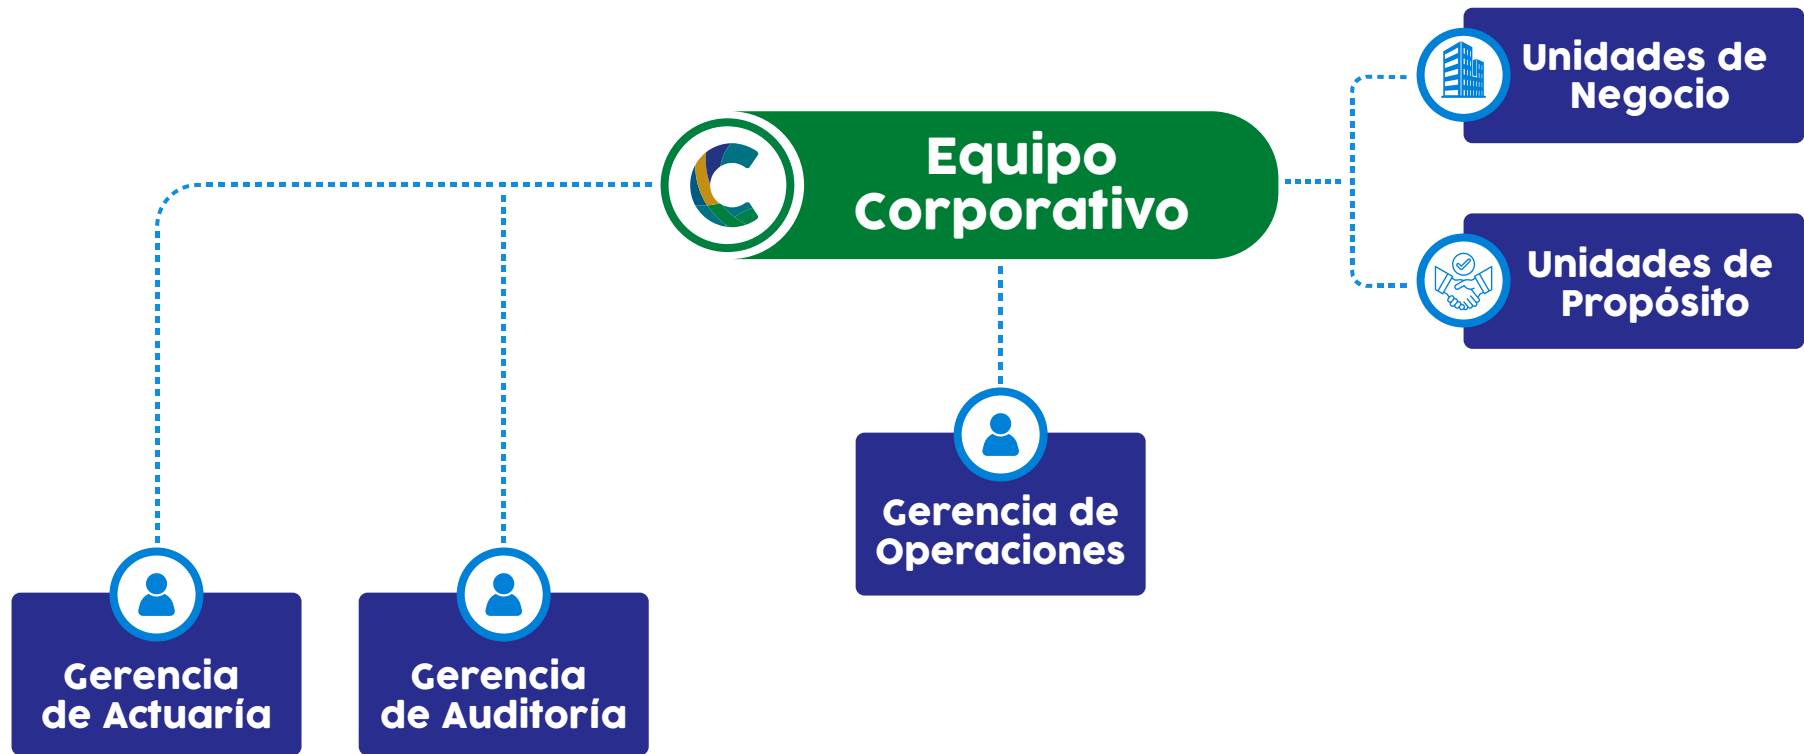 Equipo
Corporativo
Unidades de
Negocio
Unidades de
Propósito
Gerencia de
Operaciones
Gerencia
de Actuaría
Gerencia
de Auditoría